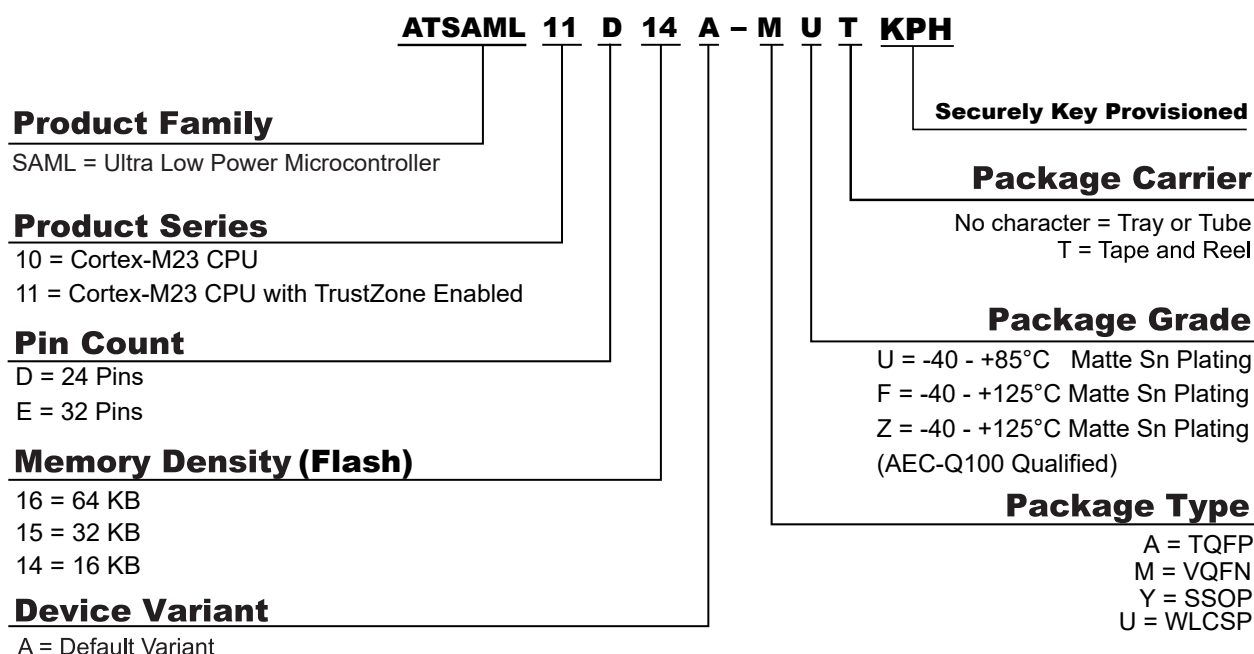 ATSAML 11 D 14 A – M U T KPH
Product Family
SAML = Ultra Low Power Microcontroller
Product Series
10 = Cortex-M23 CPU
11 = Cortex-M23 CPU with TrustZone Enabled
Pin Count
D = 24 Pins
E = 32 Pins
Memory Density (Flash)
16 = 64 KB
15 = 32 KB
14 = 16 KB
Device Variant
A = Default Variant
Securely Key Provisioned
Package Carrier
No character = Tray or Tube
T = Tape and Reel
Package Grade
U = -40 - +85°C Matte Sn Plating
F = -40 - +125°C Matte Sn Plating
Z = -40 - +125°C Matte Sn Plating
(AEC-Q100 Qualified)
Package Type
A = TQFP
M = VQFN
Y = SSOP
U = WLCSP